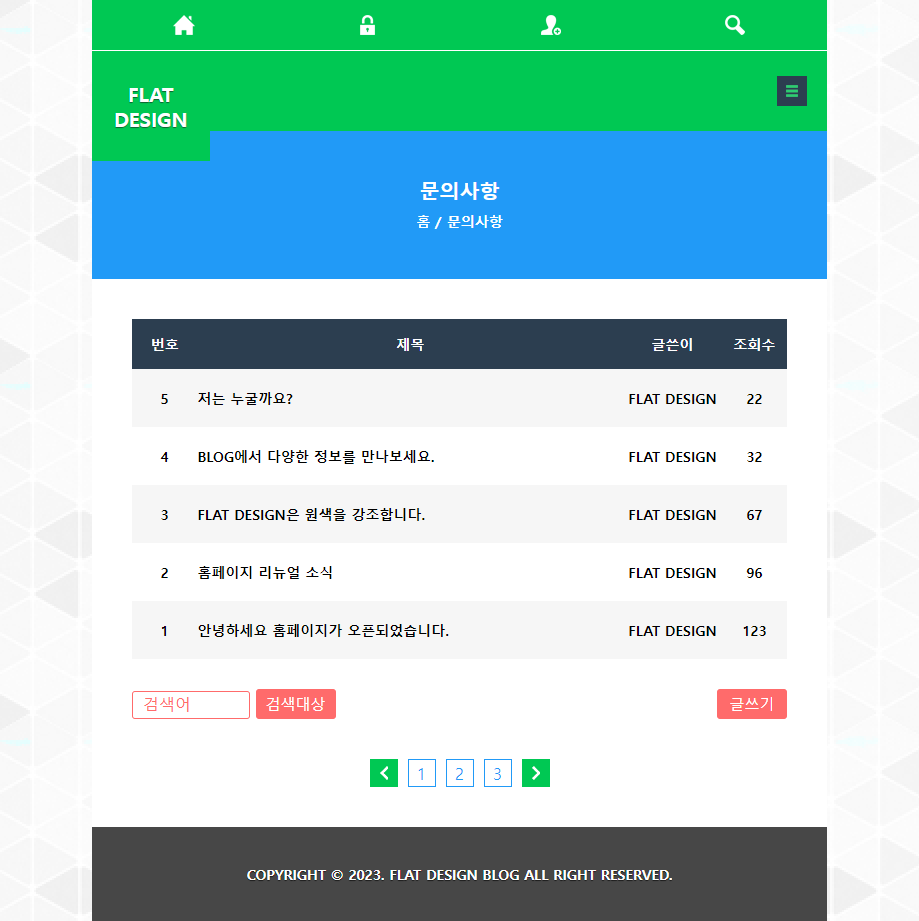 FLAT
DESIGN
문의사항
홈 / 문의사항
번호 제목 글쓴이 조회수
5 저는 누굴까요? FLAT DESIGN 22
4 BLOG에서 다양한 정보를 만나보세요. FLAT DESIGN 32
3 FLAT DESIGN은 원색을 강조합니다. FLAT DESIGN 67
2 홈페이지 리뉴얼 소식 FLAT DESIGN 96
1 안녕하세요 홈페이지가 오픈되었습니다. FLAT DESIGN 123
검색어 검색대상 글쓰기
1 2 3
COPYRIGHT © 2023. FLAT DESIGN BLOG ALL RIGHT RESERVED.